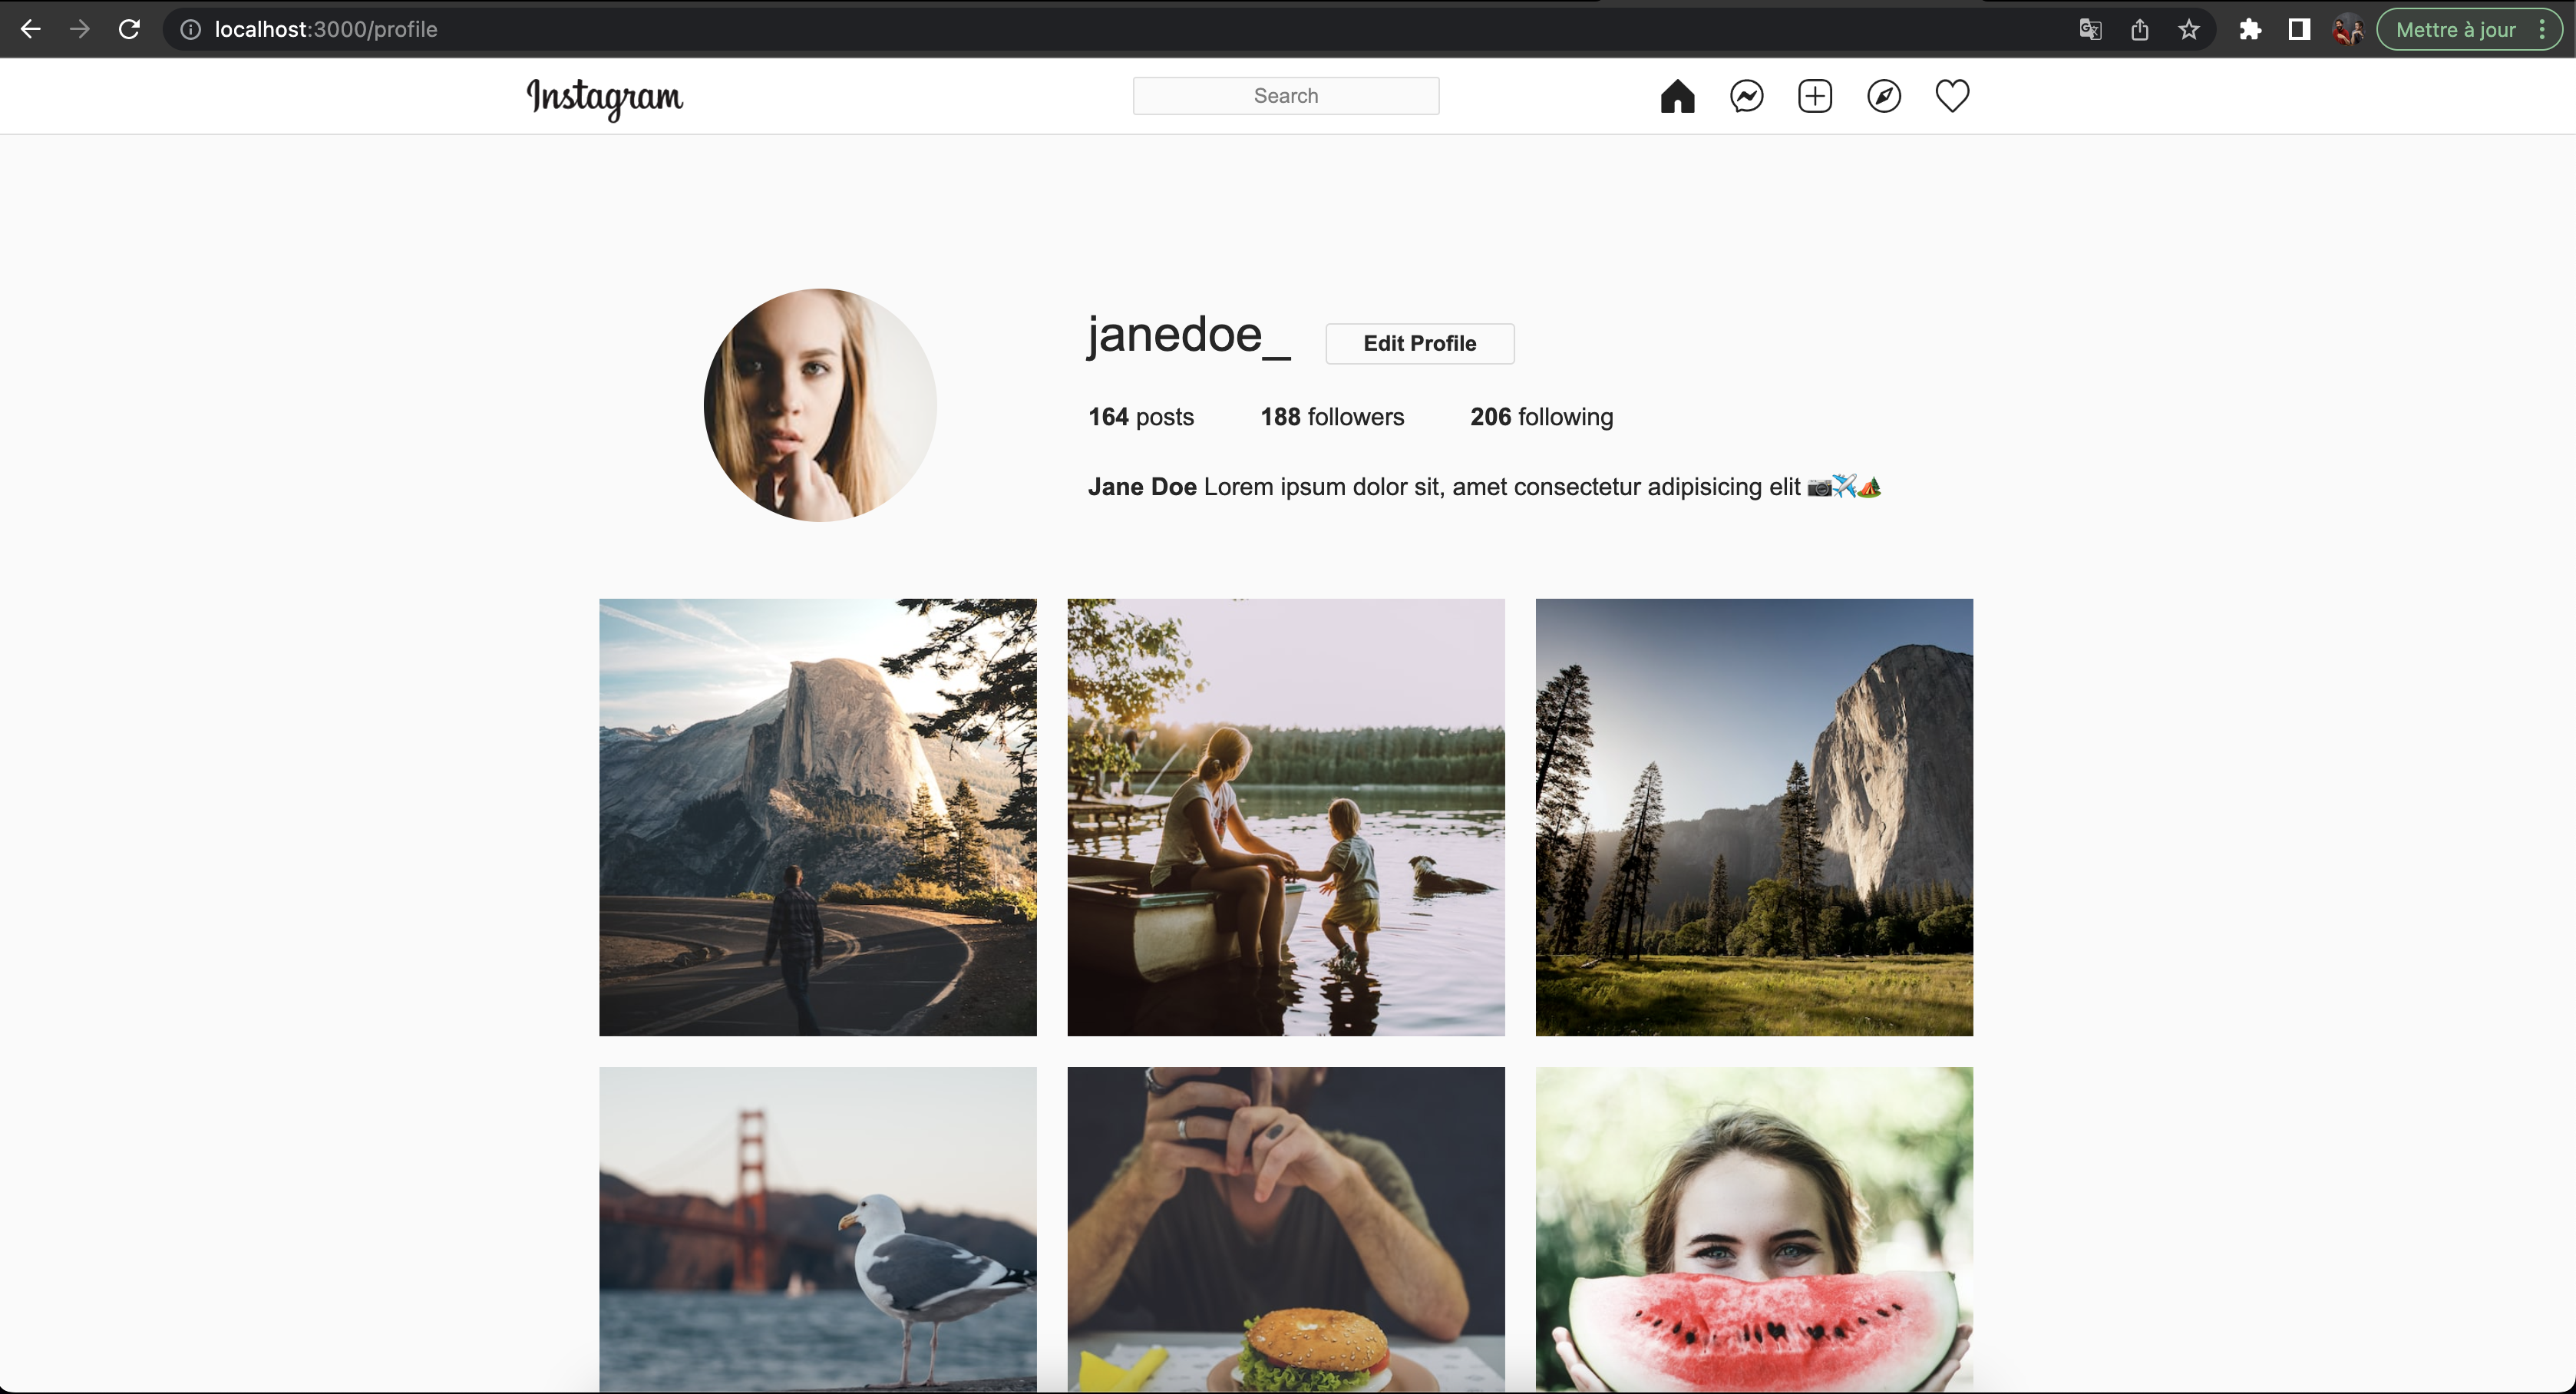 localhost:3000/profile
Mettre à jour
Instagram
Search
janedoe_
Edit Profile
164 posts 188 followers 206 following
Jane Doe Lorem ipsum dolor sit, amet consectetur adipisicing elit 📷✈️🏕️